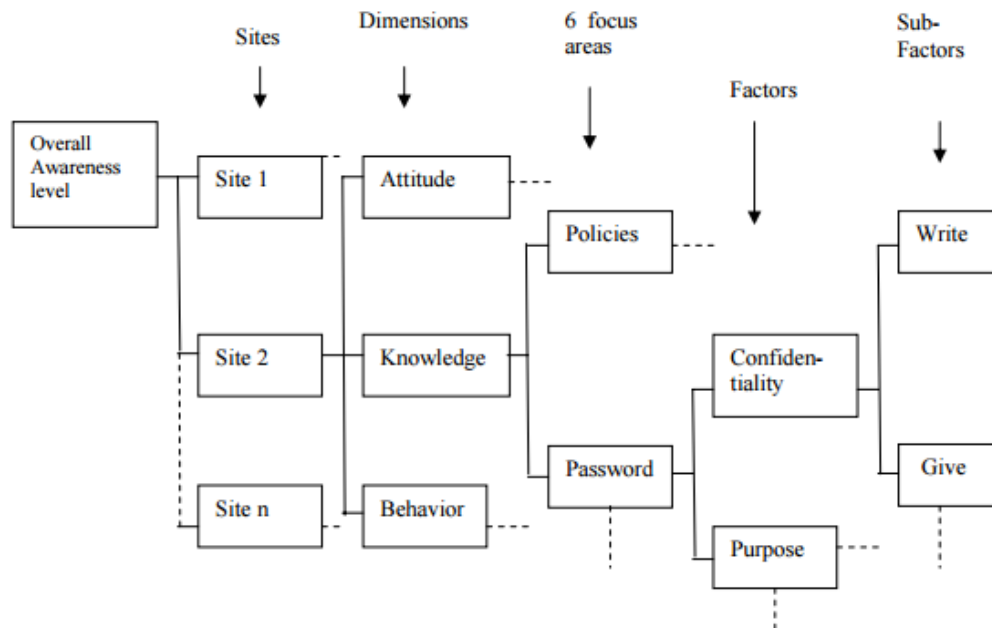 Sites
Dimensions
6 focus
areas
Factors
Sub-
Factors
Overall
Awareness
level
Site 1
Site 2
Site n
Attitude
Knowledge
Behavior
Policies
Password
Confiden-
tiality
Purpose
Write
Give